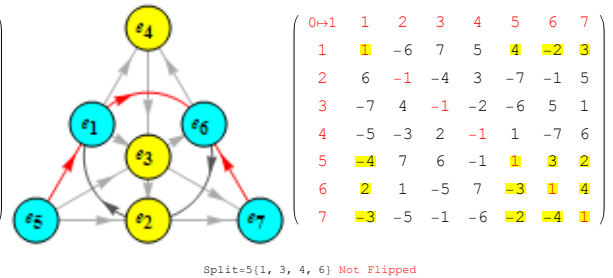 e4
e1
e6
e3
e5
e2
e7
0↦1 1 2 3 4 5 6 7
1 1 -6 7 5 4 -2 3
2 6 -1 -4 3 -7 -1 5
3 -7 4 -1 -2 -6 5 1
4 -5 -3 2 -1 1 -7 6
5 -4 7 6 -1 1 3 2
6 2 1 -5 7 -3 1 4
7 -3 -5 -1 -6 -2 -4 1
Split=5{1, 3, 4, 6} Not Flipped